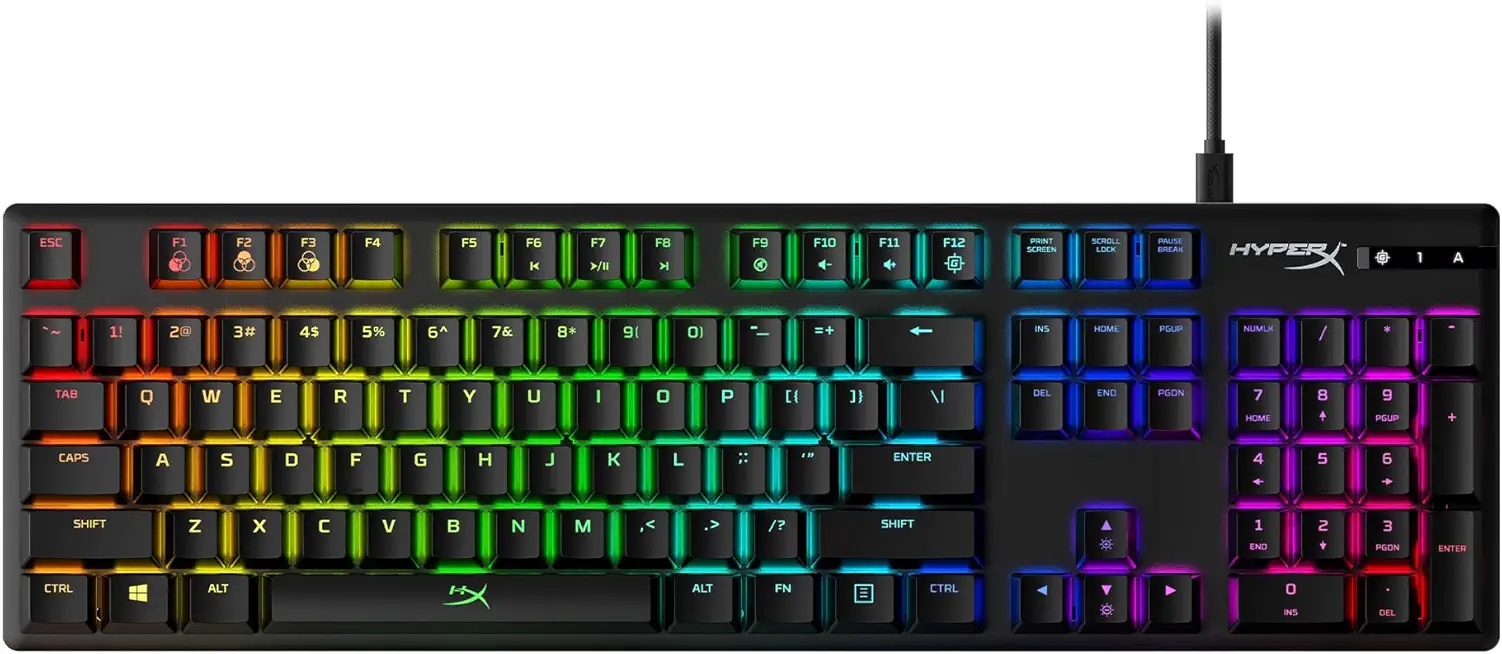 ESC F1 F2 F3 F4 F5 F6 F7 F8 F9 F10 F11 F12 PRINT SCREEN SCROLL LOCK PAUSE BREAK HYPERX 1 A
`~ 1! 2@ 3# 4$ 5% 6^ 7& 8* 9( 0) -_ =+ ← INS HOME PGUP NUMLK / * -
TAB Q W E R T Y U I O P [{ ]} \| DEL END PGDN 7 HOME 8 9 PGUP +
CAPS A S D F G H J K L ;: '" ENTER 4 5 6
SHIFT Z X C V B N M ,< .> /? SHIFT 1 END 2 3 PGDN ENTER
CTRL ALT HX ALT FN CTRL 0 INS . DEL